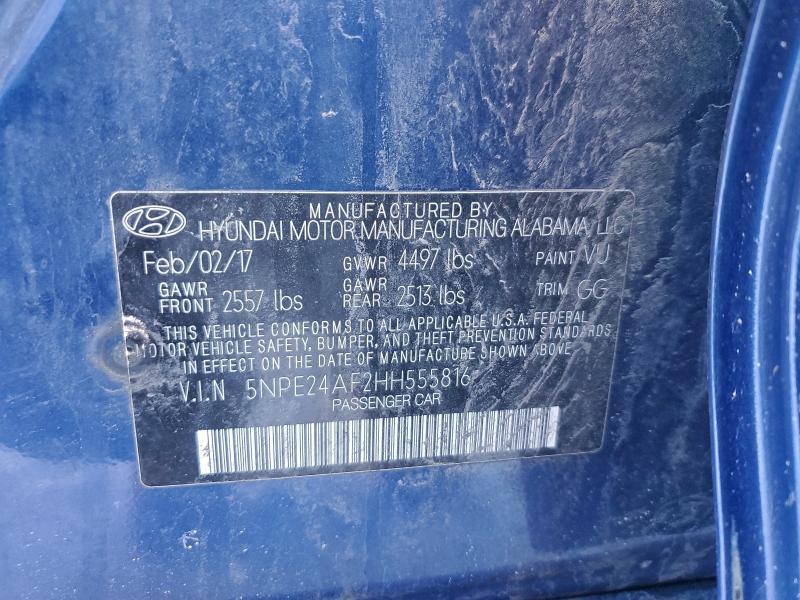 MANUFACTURED BY
HYUNDAI MOTOR MANUFACTURING ALABAMA, LLC
Feb/02/17 GVWR 4497 lbs PAINT VU
GAWR FRONT 2557 lbs GAWR REAR 2513 lbs TRIM GG
THIS VEHICLE CONFORMS TO ALL APPLICABLE U.S.A. FEDERAL
MOTOR VEHICLE SAFETY, BUMPER, AND THEFT PREVENTION STANDARDS
IN EFFECT ON THE DATE OF MANUFACTURE SHOWN ABOVE.
V.I.N 5NPE24AF2HH555816
PASSENGER CAR